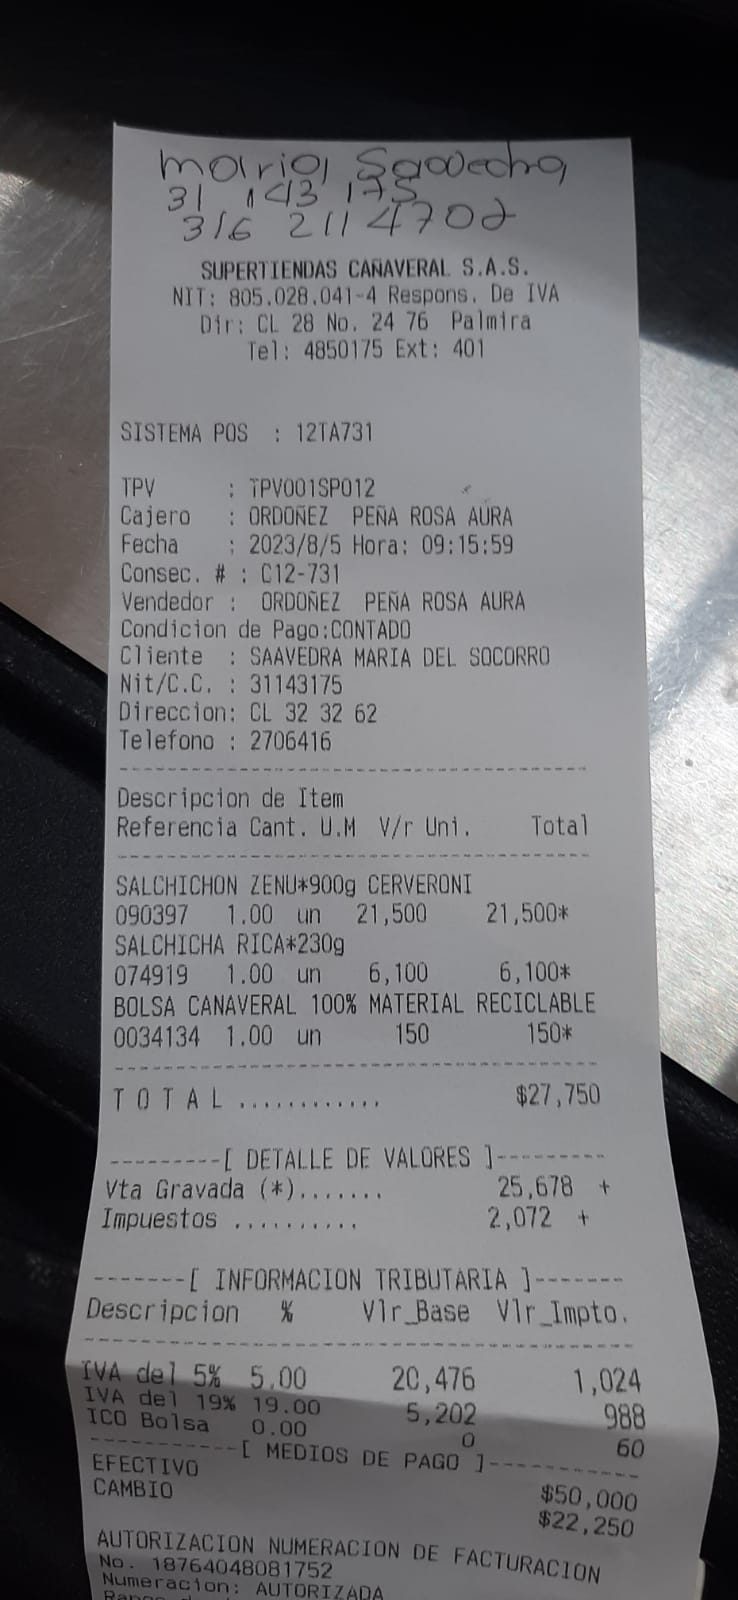 maria Saavedra
31 143 175
316 2114702
SUPERTIENDAS CAÑAVERAL S.A.S.
NIT: 805.028.041-4 Respons. De IVA
Dir: CL 28 No. 24 76 Palmira
Tel: 4850175 Ext: 401
SISTEMA POS : 12TA731
TPV : TPV001SP012
Cajero : ORDOÑEZ PEÑA ROSA AURA
Fecha : 2023/8/5 Hora: 09:15:59
Consec. # : C12-731
Vendedor : ORDOÑEZ PEÑA ROSA AURA
Condicion de Pago:CONTADO
Cliente : SAAVEDRA MARIA DEL SOCORRO
Nit/C.C. : 31143175
Direccion: CL 32 32 62
Telefono : 2706416
Descripcion de Item
Referencia Cant. U.M V/r Uni. Total
SALCHICHON ZENU*900g CERVERONI
090397 1.00 un 21,500 21,500*
SALCHICHA RICA*230g
074919 1.00 un 6,100 6,100*
BOLSA CANAVERAL 100% MATERIAL RECICLABLE
0034134 1.00 un 150 150*
T O T A L ............ $27,750
---------[ DETALLE DE VALORES ]---------
Vta Gravada (*)....... 25,678 +
Impuestos .......... 2,072 +
-------[ INFORMACION TRIBUTARIA ]-------
Descripcion % Vlr_Base Vlr_Impto.
IVA del 5% 5.00 20,476 1,024
IVA del 19% 19.00 5,202 988
ICO Bolsa 0.00 0 60
-----------[ MEDIOS DE PAGO ]-----------
EFECTIVO $50,000
CAMBIO $22,250
AUTORIZACION NUMERACION DE FACTURACION
No. 18764048081752
Numeracion: AUTORIZADA